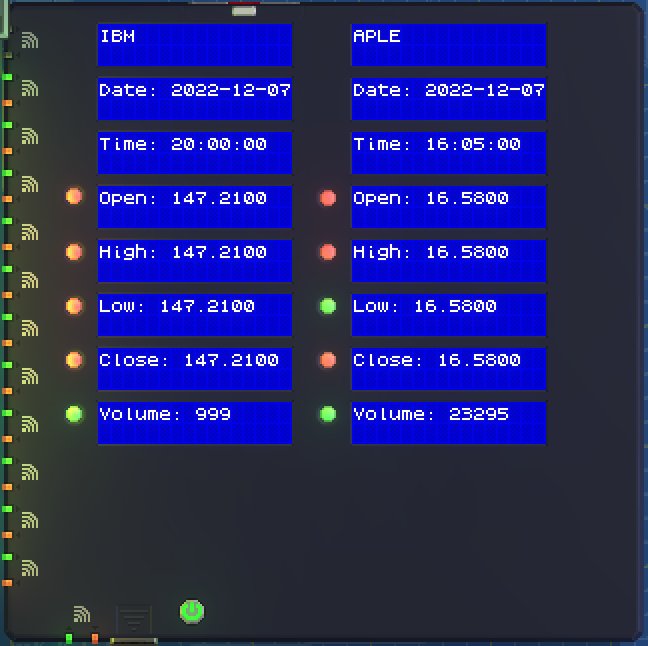 IBM
Date: 2022-12-07
Time: 20:00:00
Open: 147.2100
High: 147.2100
Low: 147.2100
Close: 147.2100
Volume: 999
APLE
Date: 2022-12-07
Time: 16:05:00
Open: 16.5800
High: 16.5800
Low: 16.5800
Close: 16.5800
Volume: 23295